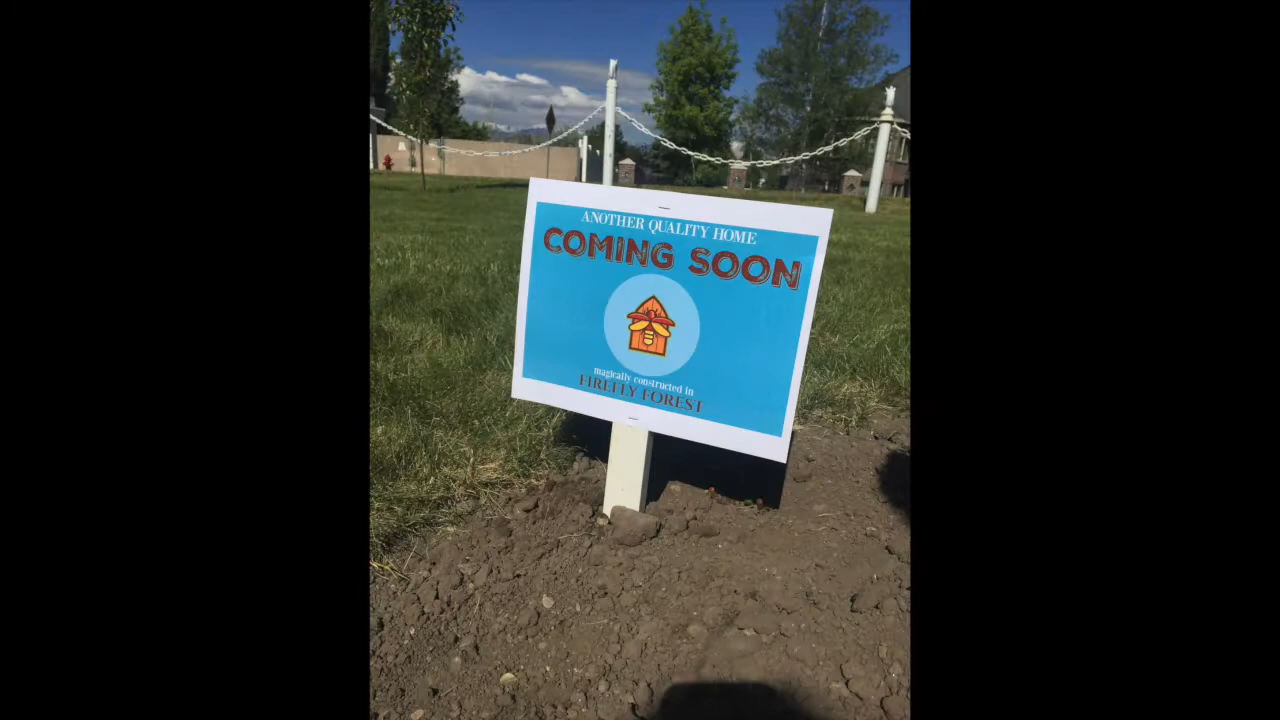 ANOTHER QUALITY HOME
COMING SOON
magically constructed in
FIREFLY FOREST